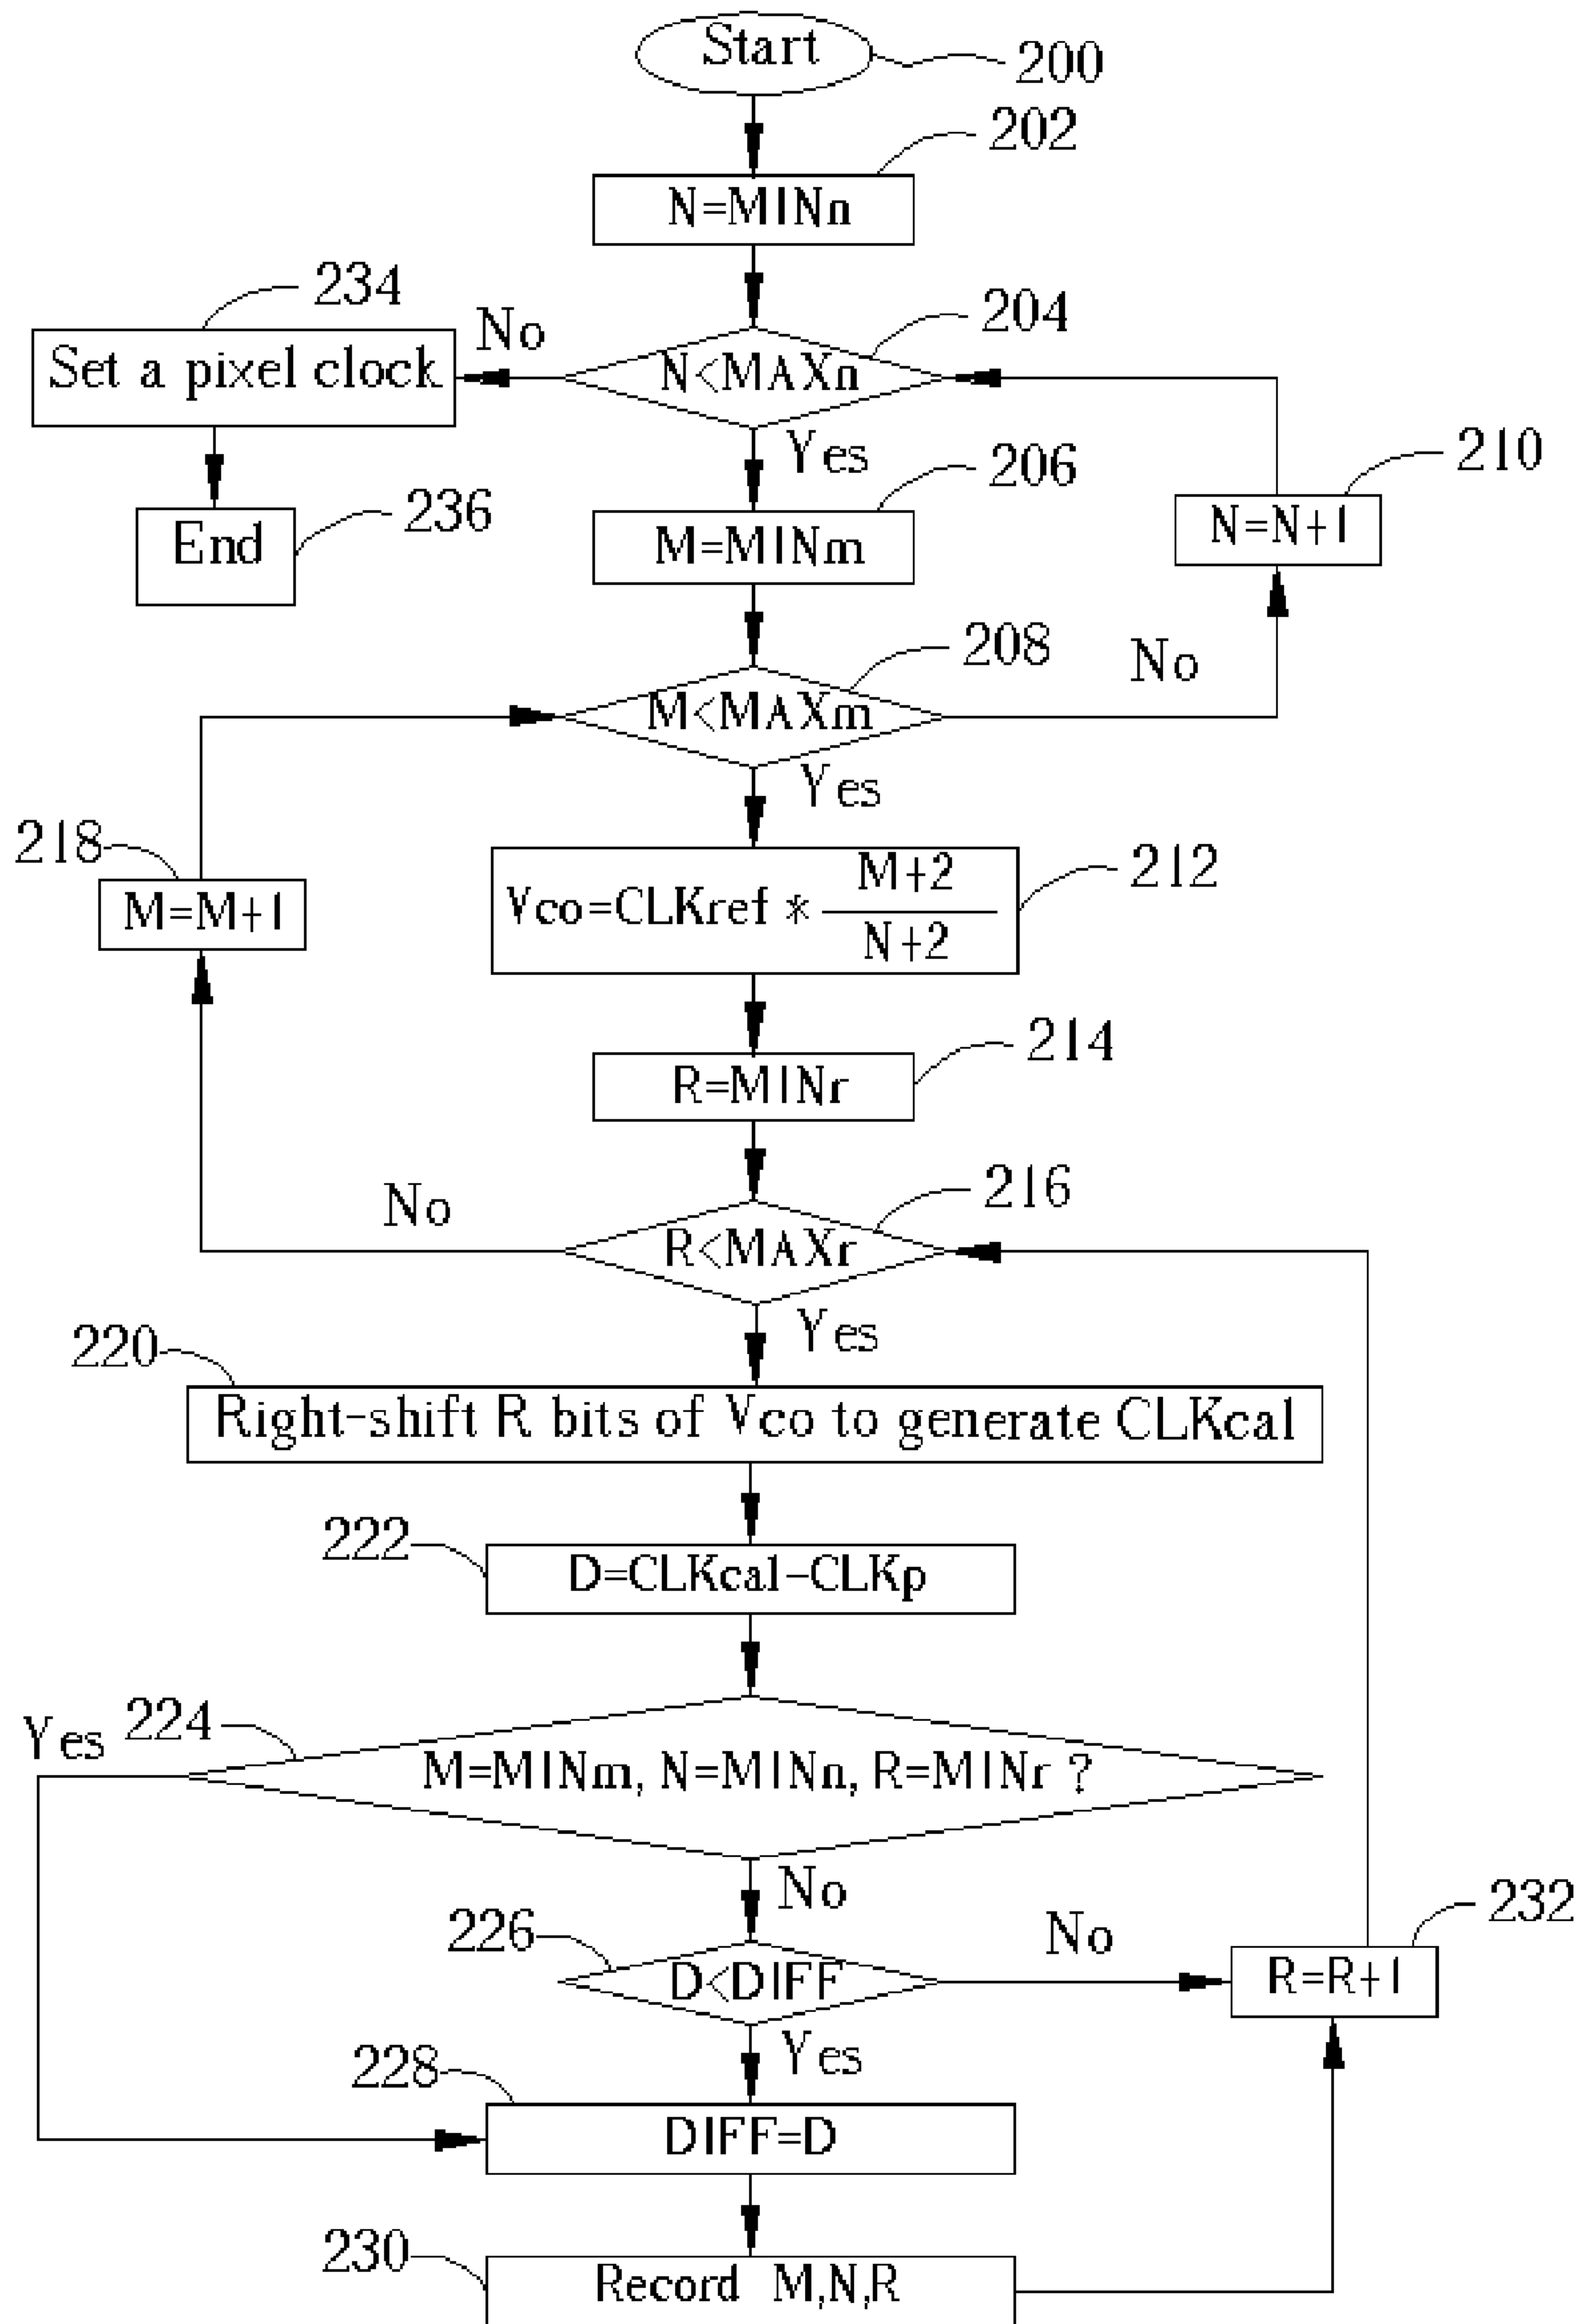 Start
200
202
N=MINn
234
No
204
Set a pixel clock
N<MAXn
Yes
206
210
End
236
M=MINm
N=N+1
208
No
M<MAXm
Yes
218
M=M+1
212
Vco=CLKref * M+2
N+2
214
R=MINr
216
No
R<MAXr
Yes
220
Right-shift R bits of Vco to generate CLKcal
222
D=CLKcal-CLKp
224
Yes
M=MINm, N=MINn, R=MINr ?
No
226
No
232
D<DIFF
R=R+1
Yes
228
DIFF=D
230
Record M,N,R